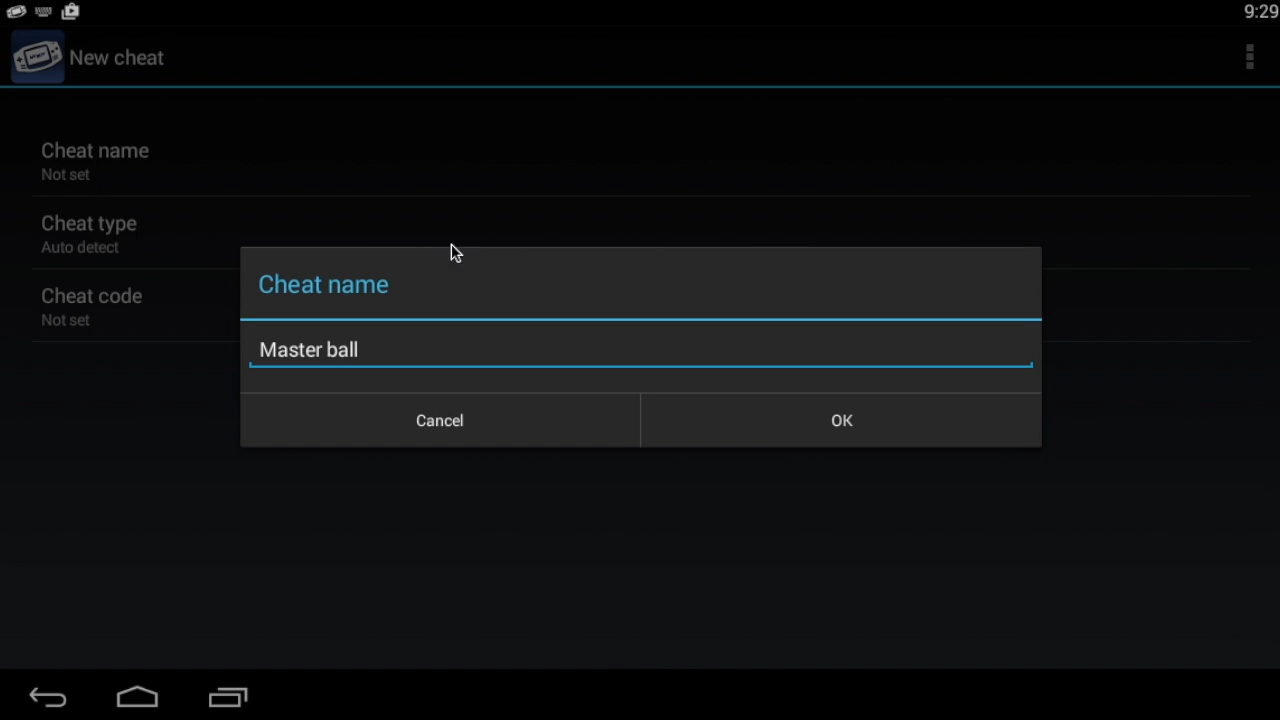 9:29
New cheat
Cheat name
Not set
Cheat type
Auto detect
Cheat code
Not set
Cheat name
Master ball
Cancel
OK